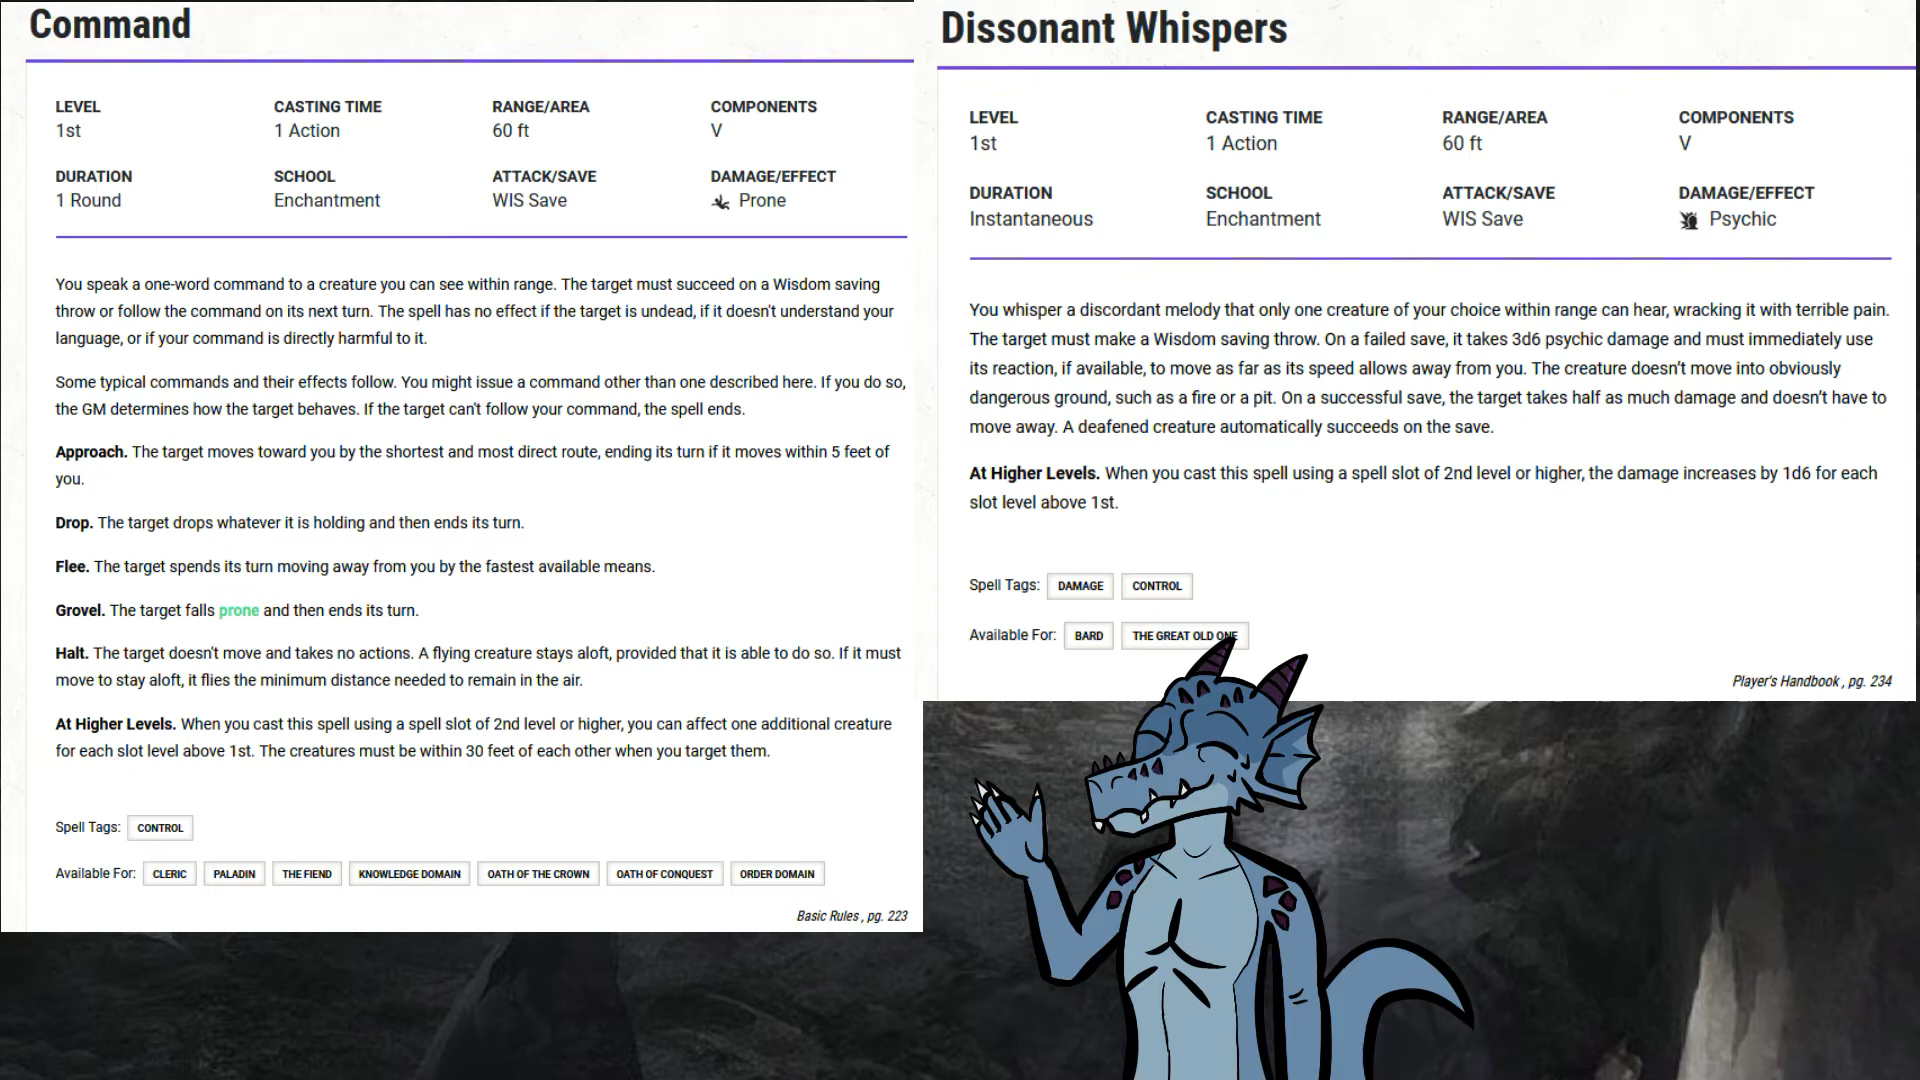 Command
LEVEL CASTING TIME RANGE/AREA COMPONENTS
1st 1 Action 60 ft V
DURATION SCHOOL ATTACK/SAVE DAMAGE/EFFECT
1 Round Enchantment WIS Save Prone
You speak a one-word command to a creature you can see within range. The target must succeed on a Wisdom saving
throw or follow the command on its next turn. The spell has no effect if the target is undead, if it doesn't understand your
language, or if your command is directly harmful to it.
Some typical commands and their effects follow. You might issue a command other than one described here. If you do so,
the GM determines how the target behaves. If the target can't follow your command, the spell ends.
Approach. The target moves toward you by the shortest and most direct route, ending its turn if it moves within 5 feet of
you.
Drop. The target drops whatever it is holding and then ends its turn.
Flee. The target spends its turn moving away from you by the fastest available means.
Grovel. The target falls prone and then ends its turn.
Halt. The target doesn't move and takes no actions. A flying creature stays aloft, provided that it is able to do so. If it must
move to stay aloft, it flies the minimum distance needed to remain in the air.
At Higher Levels. When you cast this spell using a spell slot of 2nd level or higher, you can affect one additional creature
for each slot level above 1st. The creatures must be within 30 feet of each other when you target them.
Spell Tags: CONTROL
Available For: CLERIC PALADIN THE FIEND KNOWLEDGE DOMAIN OATH OF THE CROWN OATH OF CONQUEST ORDER DOMAIN
Basic Rules , pg. 223
Dissonant Whispers
LEVEL CASTING TIME RANGE/AREA COMPONENTS
1st 1 Action 60 ft V
DURATION SCHOOL ATTACK/SAVE DAMAGE/EFFECT
Instantaneous Enchantment WIS Save Psychic
You whisper a discordant melody that only one creature of your choice within range can hear, wracking it with terrible pain.
The target must make a Wisdom saving throw. On a failed save, it takes 3d6 psychic damage and must immediately use
its reaction, if available, to move as far as its speed allows away from you. The creature doesn't move into obviously
dangerous ground, such as a fire or a pit. On a successful save, the target takes half as much damage and doesn't have to
move away. A deafened creature automatically succeeds on the save.
At Higher Levels. When you cast this spell using a spell slot of 2nd level or higher, the damage increases by 1d6 for each
slot level above 1st.
Spell Tags: DAMAGE CONTROL
Available For: BARD THE GREAT OLD ONE
Player's Handbook , pg. 234